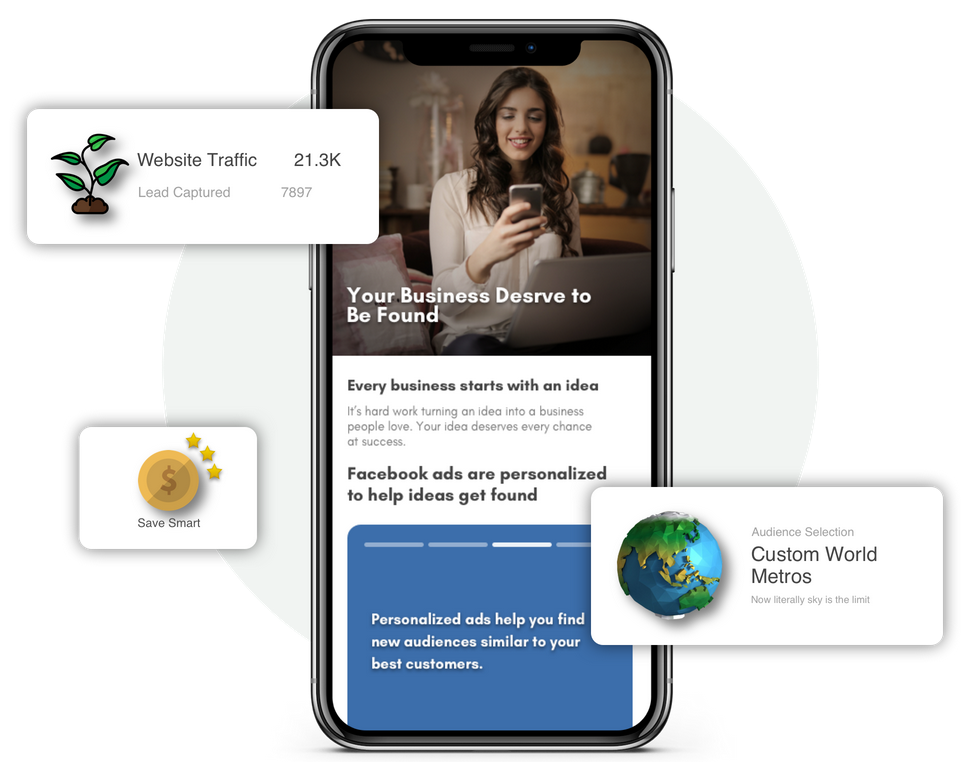 Website Traffic 21.3K
Lead Captured 7897
Your Business Desrve to
Be Found
Every business starts with an idea
It's hard work turning an idea into a business
people love. Your idea deserves every chance
at success.
Facebook ads are personalized
to help ideas get found
$
Save Smart
Audience Selection
Custom World
Metros
Now literally sky is the limit
Personalized ads help you find
new audiences similar to your
best customers.